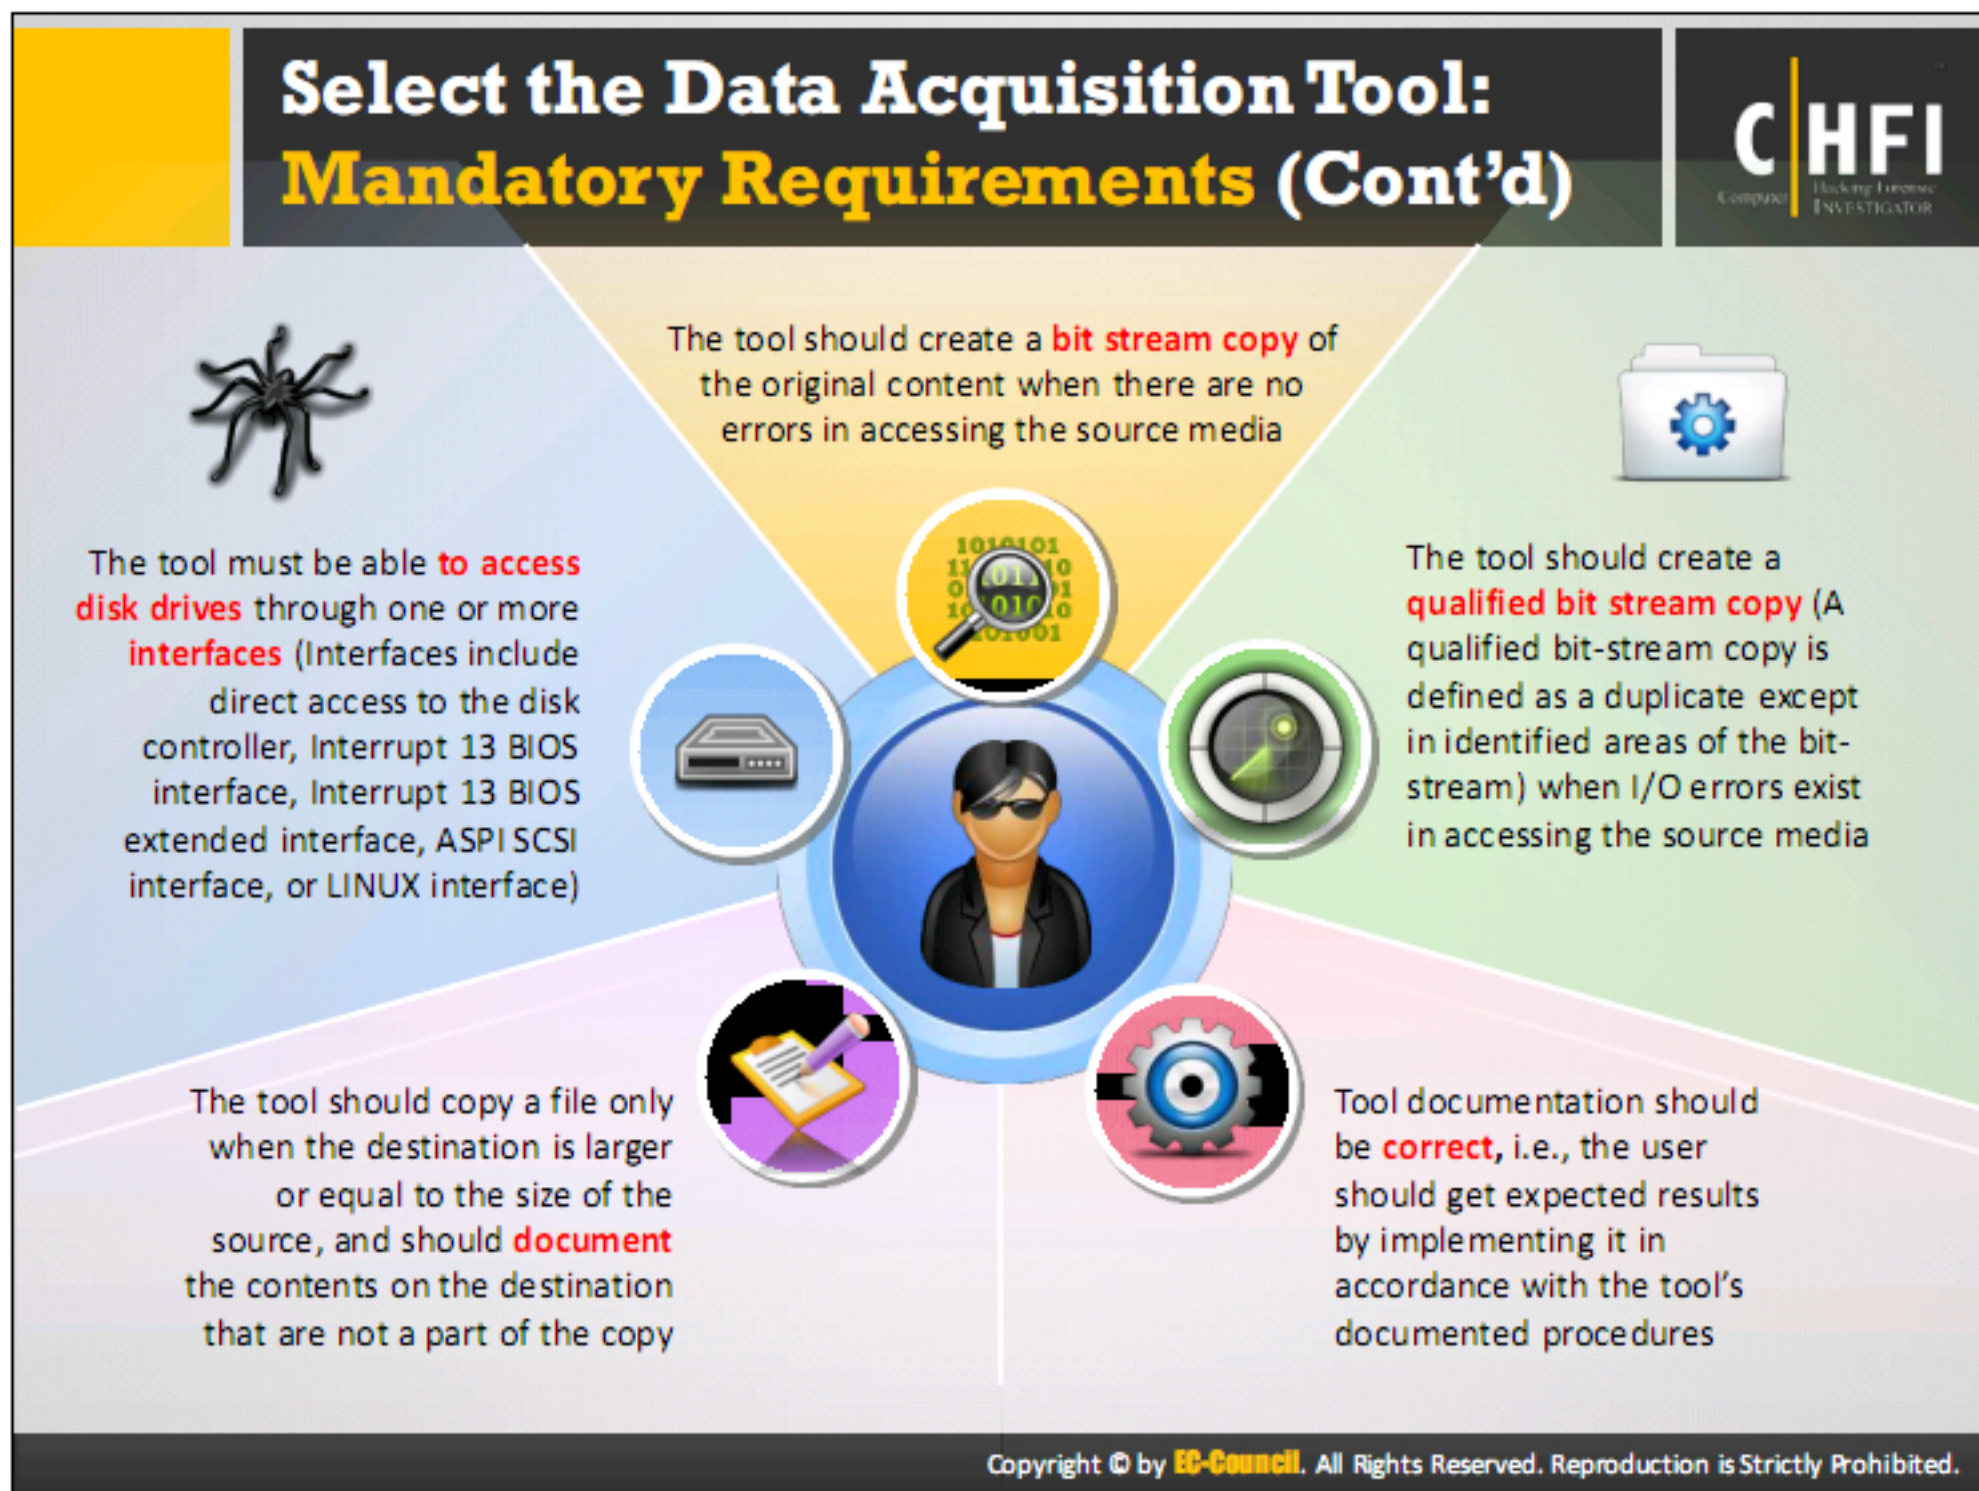 Select the Data Acquisition Tool:
Mandatory Requirements (Cont’d)
C HFI
Computer
Hacking Forensic
INVESTIGATOR
The tool should create a bit stream copy of
the original content when there are no
errors in accessing the source media
The tool must be able to access
disk drives through one or more
interfaces (Interfaces include
direct access to the disk
controller, Interrupt 13 BIOS
interface, Interrupt 13 BIOS
extended interface, ASPI SCSI
interface, or LINUX interface)
The tool should create a
qualified bit stream copy (A
qualified bit-stream copy is
defined as a duplicate except
in identified areas of the bit-
stream) when I/O errors exist
in accessing the source media
The tool should copy a file only
when the destination is larger
or equal to the size of the
source, and should document
the contents on the destination
that are not a part of the copy
Tool documentation should
be correct, i.e., the user
should get expected results
by implementing it in
accordance with the tool’s
documented procedures
Copyright © by EC-Council. All Rights Reserved. Reproduction is Strictly Prohibited.